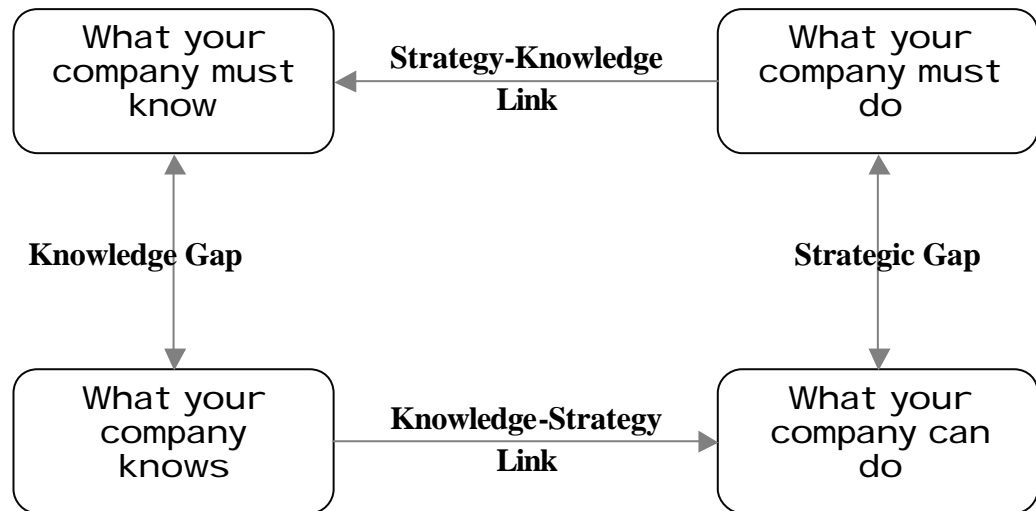 What your
company must
know
Strategy-Knowledge
Link
What your
company must
do
Knowledge Gap
Strategic Gap
What your
company
knows
Knowledge-Strategy
Link
What your
company can
do